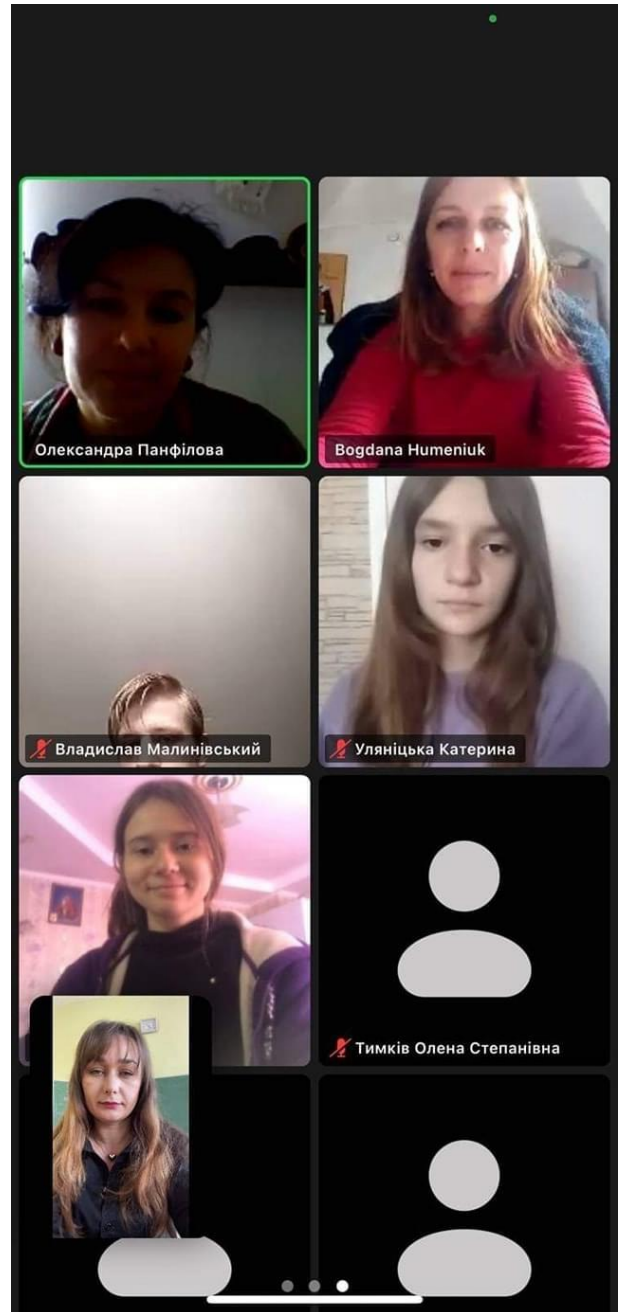 Олександра Панфілова
Bogdana Humeniuk
Владислав Малинівський
Уляніцька Катерина
Тимків Олена Степанівна